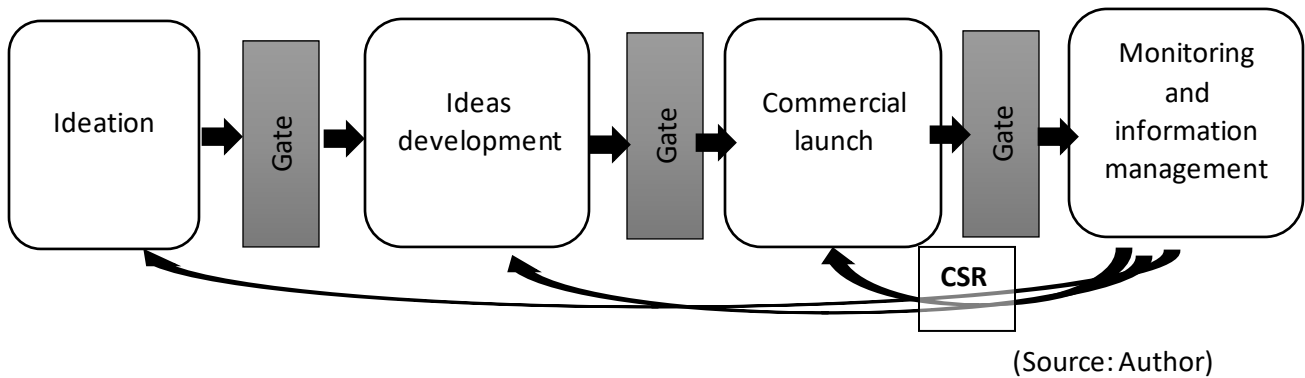 Ideation
Gate
Ideas
development
Gate
Commercial
launch
Gate
Monitoring
and
information
management
CSR
(Source: Author)